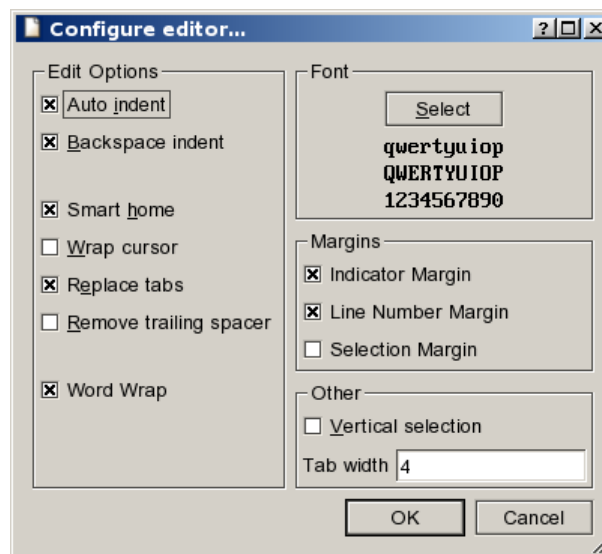 Configure editor...
Edit Options
Auto indent
Backspace indent
Smart home
Wrap cursor
Replace tabs
Remove trailing spacer
Word Wrap
Font
Select
qwertyuiop
QWERTYUIOP
1234567890
Margins
Indicator Margin
Line Number Margin
Selection Margin
Other
Vertical selection
Tab width 4
OK Cancel